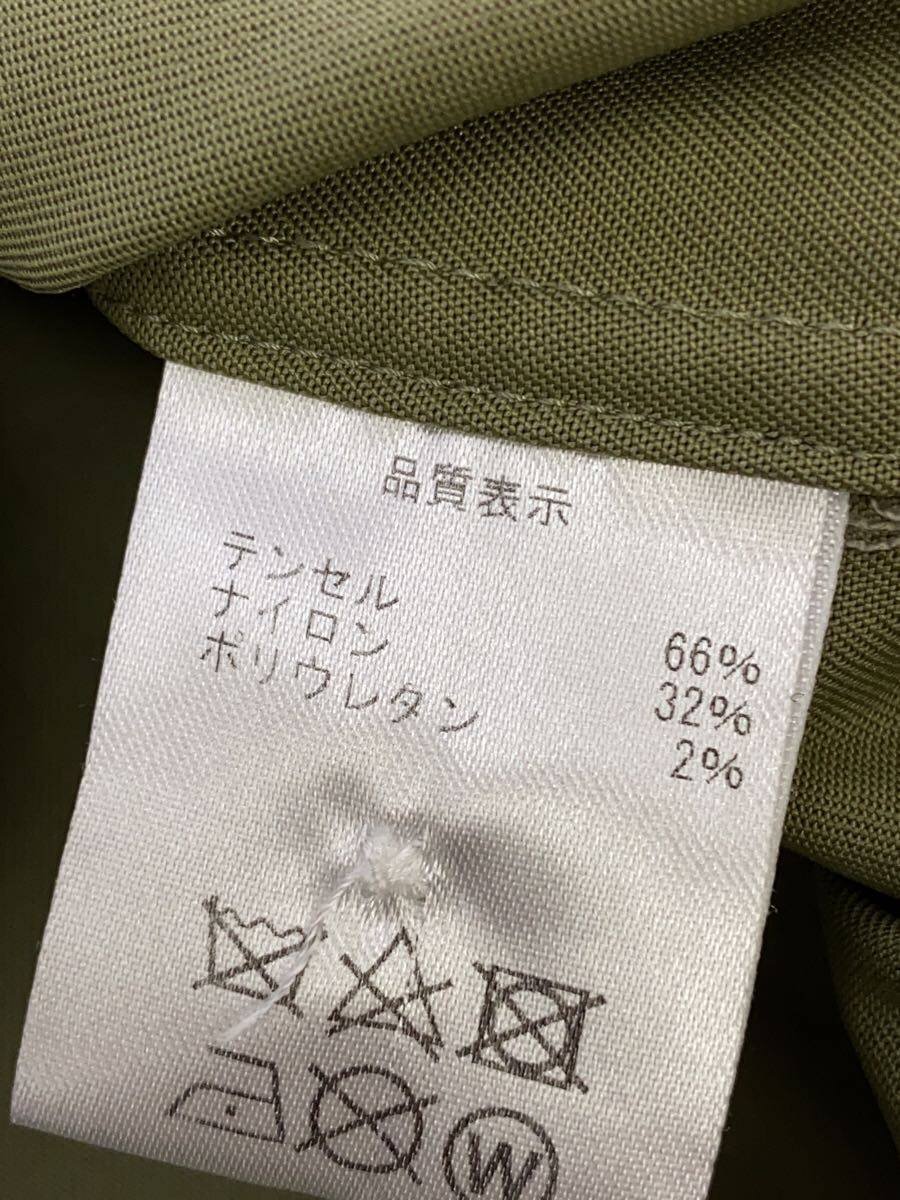 品質表示
テンセル 66%
ナイロン 32%
ポリウレタン 2%
W